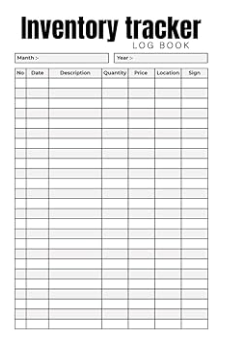 Inventory tracker
LOG BOOK
Month :- Year :-
No Date Description Quantity Price Location Sign